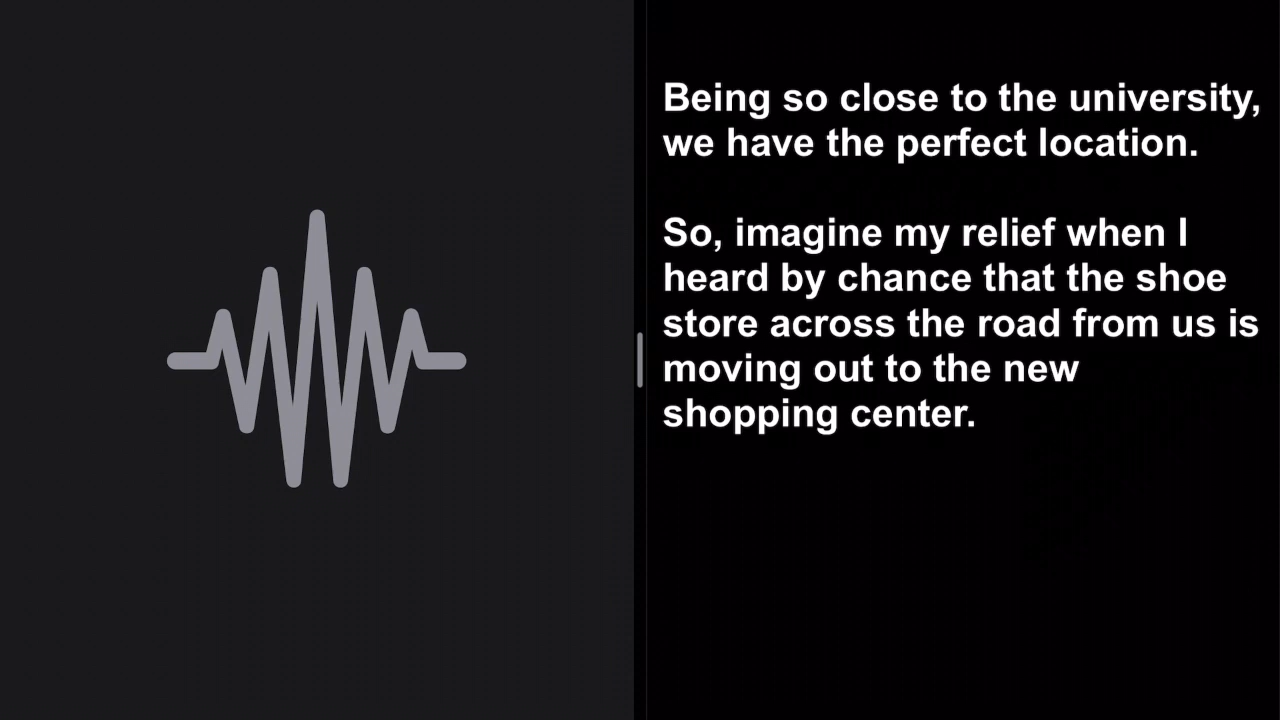 Being so close to the university,
we have the perfect location.
So, imagine my relief when I
heard by chance that the shoe
store across the road from us is
moving out to the new
shopping center.